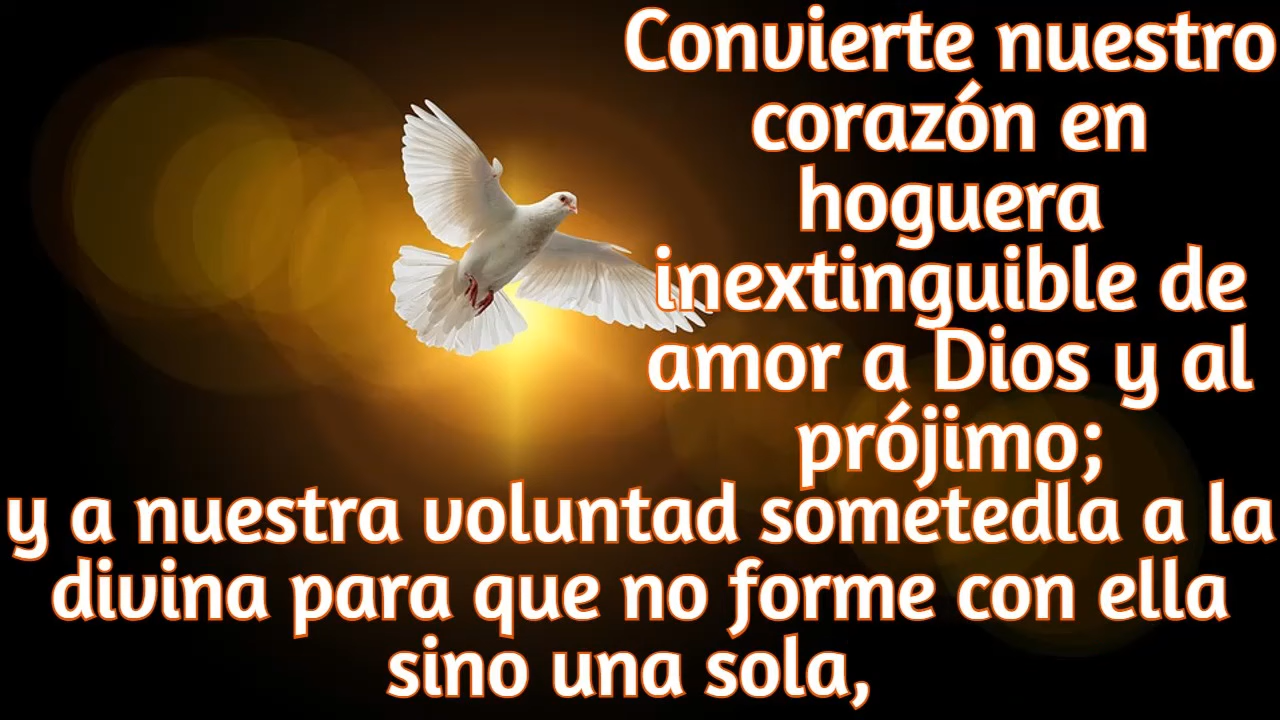 Convierte nuestro
corazón en
hoguera
inextinguible de
amor a Dios y al
prójimo;
y a nuestra voluntad sometedla a la
divina para que no forme con ella
sino una sola,